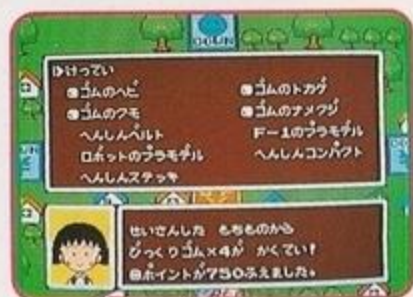 DOWN
▷けってい
ゴムのヘビ ゴムのトカゲ
ゴムのクモ ゴムのナメクジ
へんしんベルト F-1のプラモデル
ロボットのプラモデル へんしんコンパクト
へんしんステッキ
せいさんした もちものから
びっくりゴム×4が かくてい!
ポイントが750ふえました。